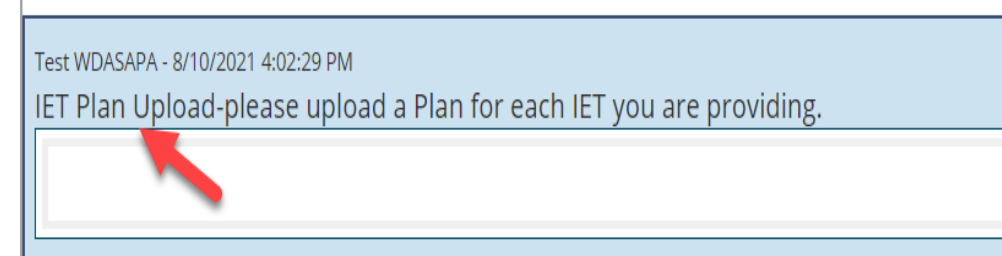 Test WDASAPA - 8/10/2021 4:02:29 PM
IET Plan Upload-please upload a Plan for each IET you are providing.